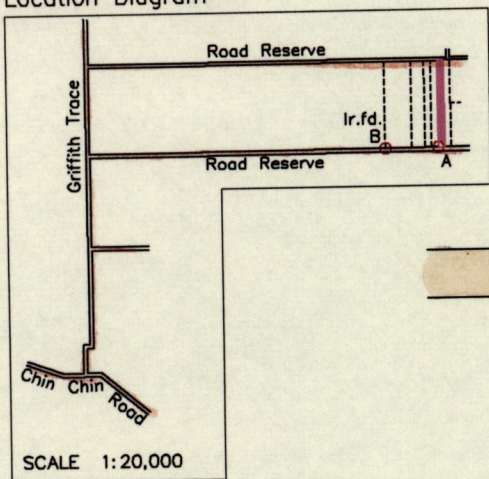 Location Diagram
Road Reserve
Griffith Trace
Ir.fd.
B
Road Reserve
A
Chin Chin Road
SCALE 1:20,000